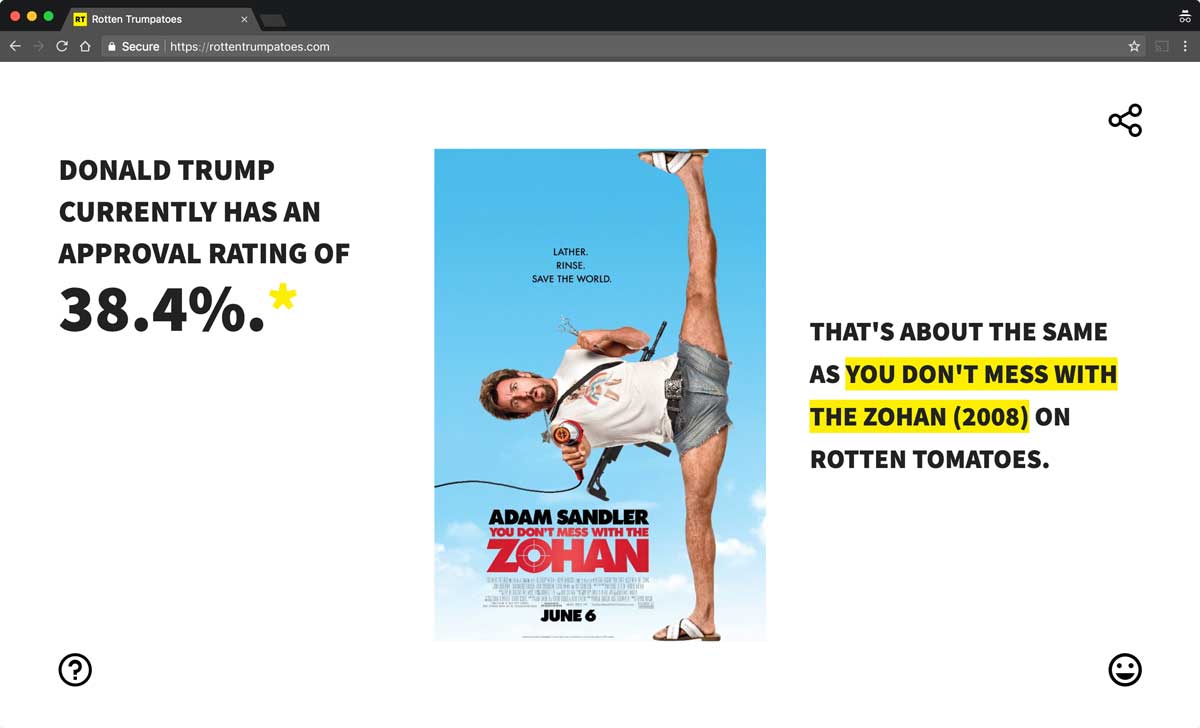 RT Rotten Trumpatoes
Secure https://rottentrumpatoes.com
DONALD TRUMP
CURRENTLY HAS AN
APPROVAL RATING OF
38.4%.*
LATHER.
RINSE.
SAVE THE WORLD.
ADAM SANDLER
YOU DON'T MESS WITH THE
ZOHAN
JUNE 6
THAT'S ABOUT THE SAME
AS YOU DON'T MESS WITH
THE ZOHAN (2008) ON
ROTTEN TOMATOES.
?